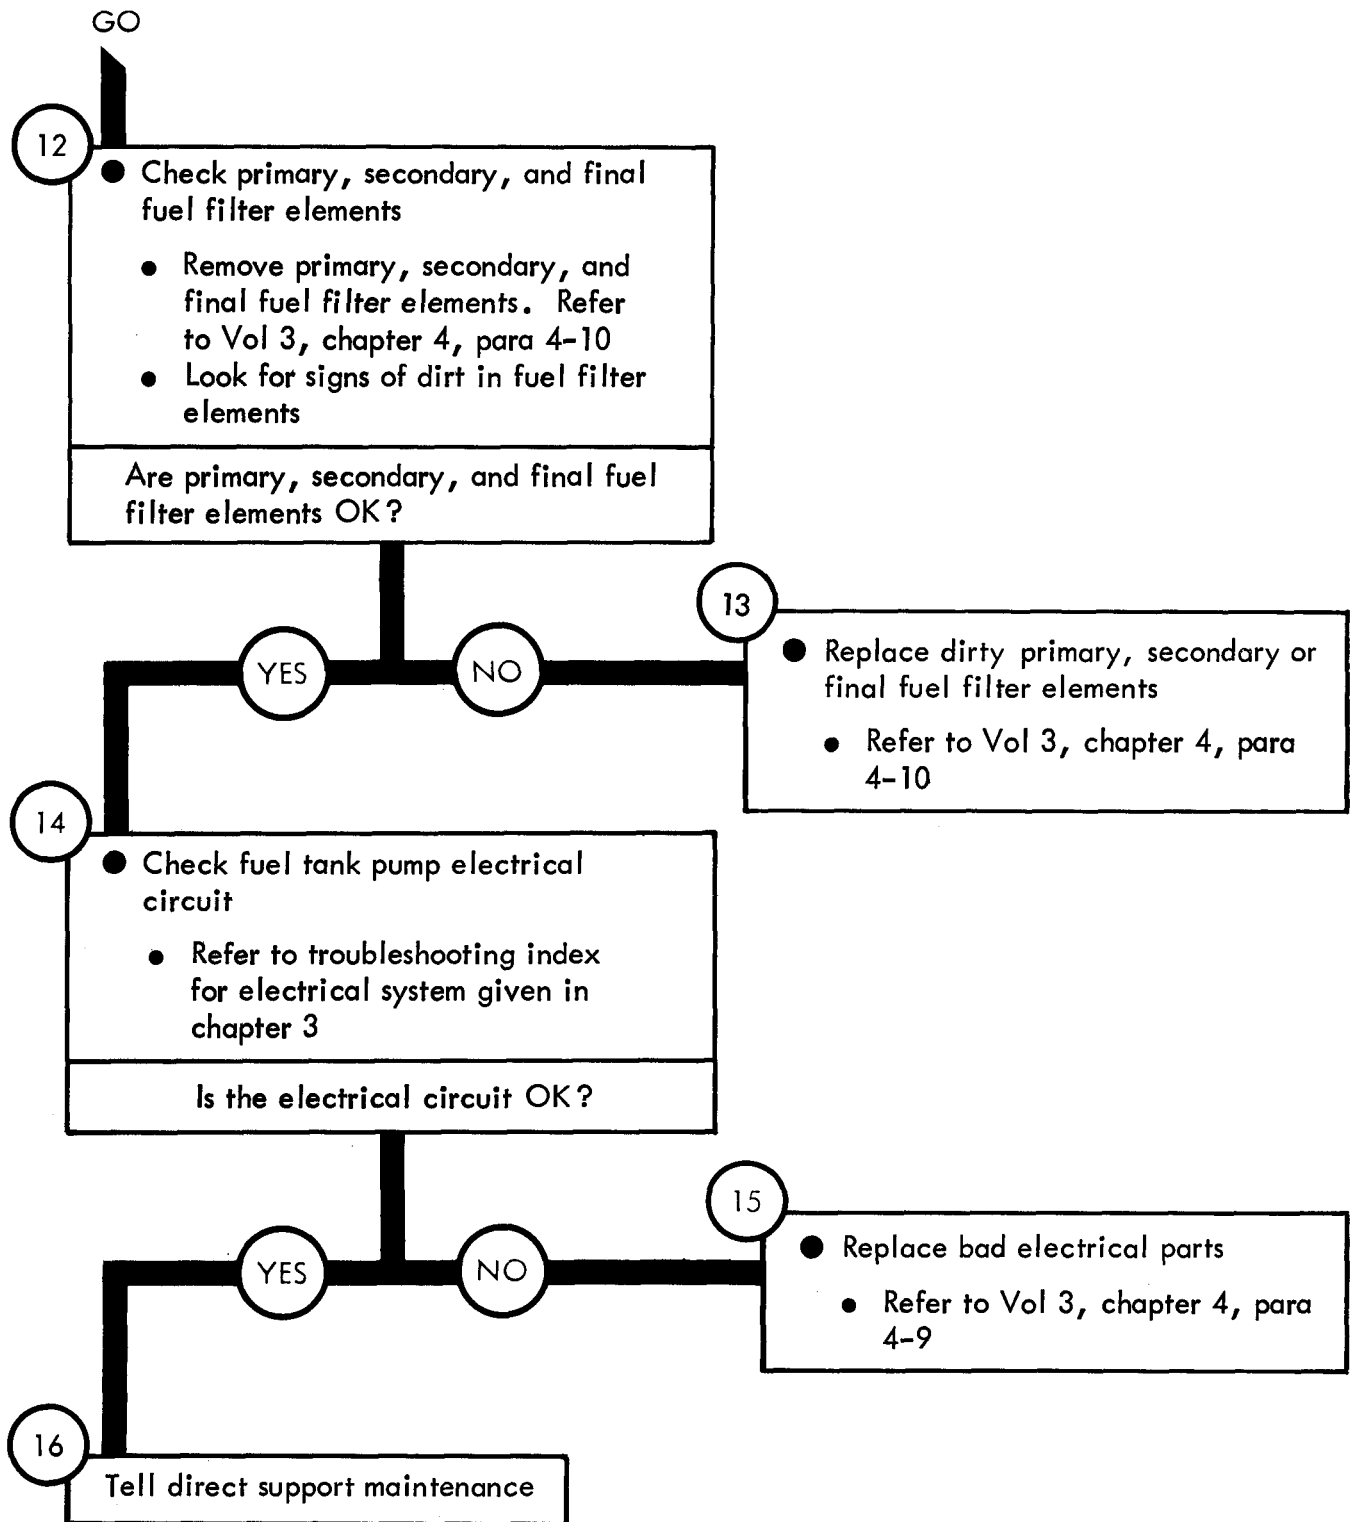 GO
12
● Check primary, secondary, and final
fuel filter elements
● Remove primary, secondary, and
final fuel filter elements. Refer
to Vol 3, chapter 4, para 4-10
● Look for signs of dirt in fuel filter
elements
Are primary, secondary, and final fuel
filter elements OK?
YES
NO
13
● Replace dirty primary, secondary or
final fuel filter elements
● Refer to Vol 3, chapter 4, para
4-10
14
● Check fuel tank pump electrical
circuit
● Refer to troubleshooting index
for electrical system given in
chapter 3
Is the electrical circuit OK?
YES
NO
15
● Replace bad electrical parts
● Refer to Vol 3, chapter 4, para
4-9
16
Tell direct support maintenance